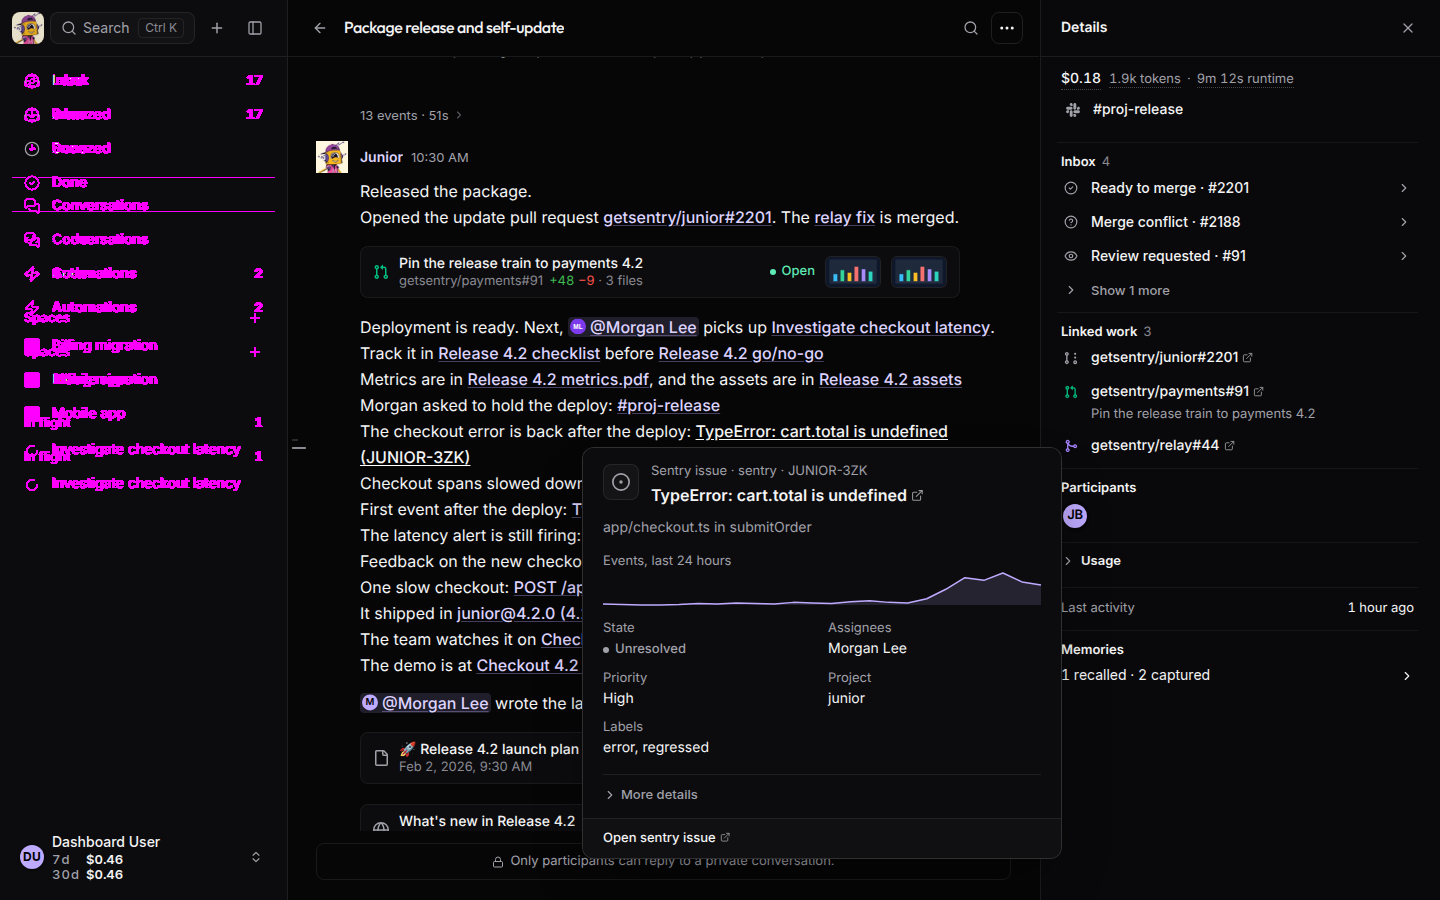 Search Ctrl K
17
17
Done
Conversations
Conversations
Automations 2
Automations 2
Spaces +
Spaces +
Billing migration
Mobile app
In flight 1
Investigate checkout latency
In flight 1
Investigate checkout latency
DU Dashboard User
7d $0.46
30d $0.46
Package release and self-update
13 events · 51s
Junior 10:30 AM
Released the package.
Opened the update pull request getsentry/junior#2201. The relay fix is merged.
Pin the release train to payments 4.2
getsentry/payments#91 +48 −9 · 3 files
Open
Deployment is ready. Next, ML @Morgan Lee picks up Investigate checkout latency.
Track it in Release 4.2 checklist before Release 4.2 go/no-go
Metrics are in Release 4.2 metrics.pdf, and the assets are in Release 4.2 assets
Morgan asked to hold the deploy: #proj-release
The checkout error is back after the deploy: TypeError: cart.total is undefined
(JUNIOR-3ZK)
Checkout spans slowed down
First event after the deploy: T
The latency alert is still firing:
Feedback on the new checko
One slow checkout: POST /ap
It shipped in junior@4.2.0 (4.
The team watches it on Chec
The demo is at Checkout 4.2
M @Morgan Lee wrote the la
🚀 Release 4.2 launch plan
Feb 2, 2026, 9:30 AM
What's new in Release 4.2
Only participants can reply to a private conversation.
Sentry issue · sentry · JUNIOR-3ZK
TypeError: cart.total is undefined
app/checkout.ts in submitOrder
Events, last 24 hours
State
Unresolved
Assignees
Morgan Lee
Priority
High
Project
junior
Labels
error, regressed
More details
Open sentry issue
Details
$0.18 1.9k tokens · 9m 12s runtime
#proj-release
Inbox 4
Ready to merge · #2201
Merge conflict · #2188
Review requested · #91
Show 1 more
Linked work 3
getsentry/junior#2201
getsentry/payments#91
Pin the release train to payments 4.2
getsentry/relay#44
Participants
JB
Usage
Last activity 1 hour ago
Memories
1 recalled · 2 captured